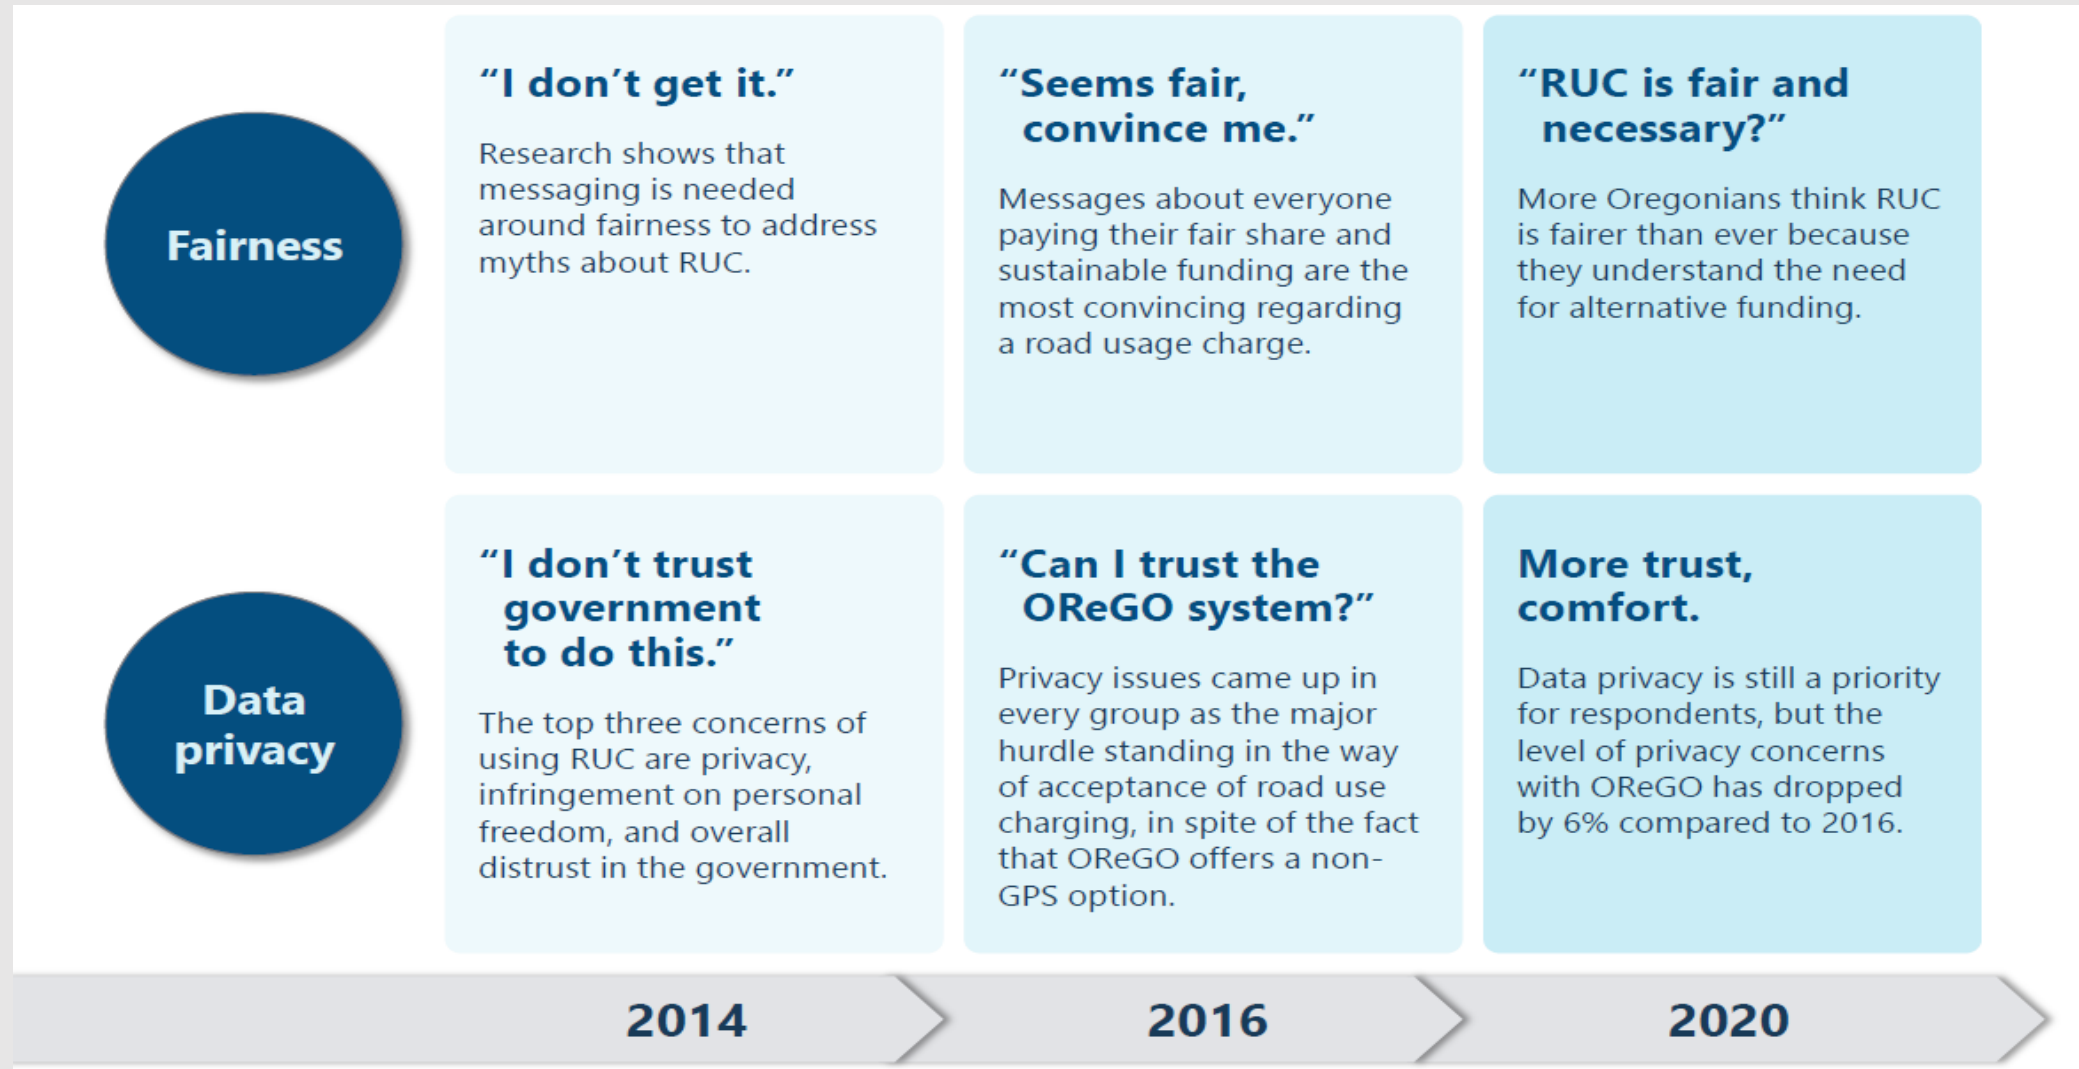 Fairness
“I don’t get it.”
Research shows that
messaging is needed
around fairness to address
myths about RUC.
“Seems fair,
convince me.”
Messages about everyone
paying their fair share and
sustainable funding are the
most convincing regarding
a road usage charge.
“RUC is fair and
necessary?”
More Oregonians think RUC
is fairer than ever because
they understand the need
for alternative funding.
Data
privacy
“I don’t trust
government
to do this.”
The top three concerns of
using RUC are privacy,
infringement on personal
freedom, and overall
distrust in the government.
“Can I trust the
OReGO system?”
Privacy issues came up in
every group as the major
hurdle standing in the way
of acceptance of road use
charging, in spite of the fact
that OReGO offers a non-
GPS option.
More trust,
comfort.
Data privacy is still a priority
for respondents, but the
level of privacy concerns
with OReGO has dropped
by 6% compared to 2016.
2014
2016
2020